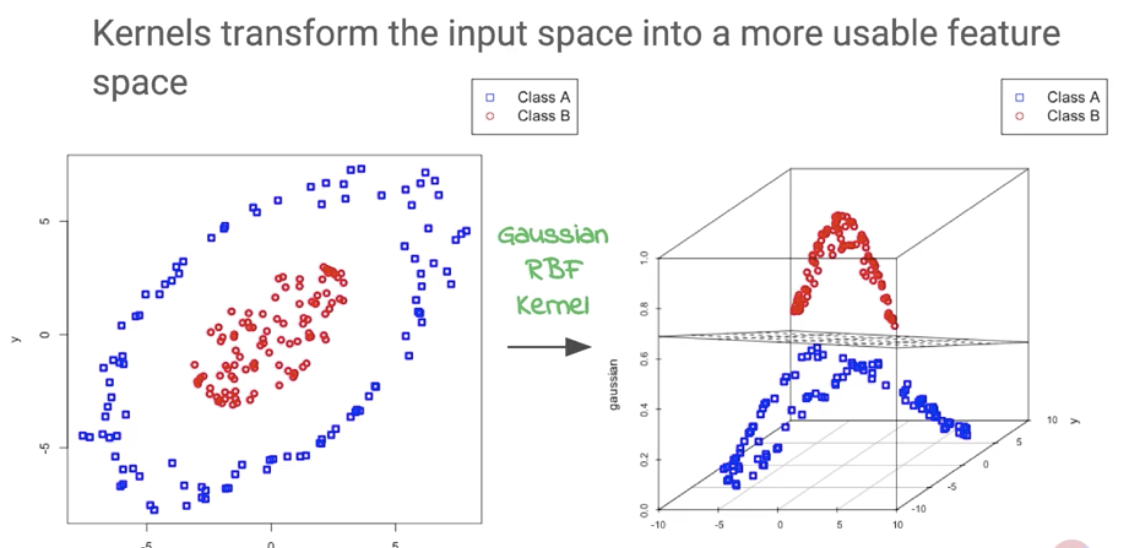 Kernels transform the input space into a more usable feature
space
Class A
Class B
Class A
Class B
5
0
-5
y
-5
0
5
Gaussian
RBF
Kernel
1.0
0.8
0.6
0.4
0.2
0.0
gaussian
-10
-5
0
5
10
-10
-5
0
5
10
y